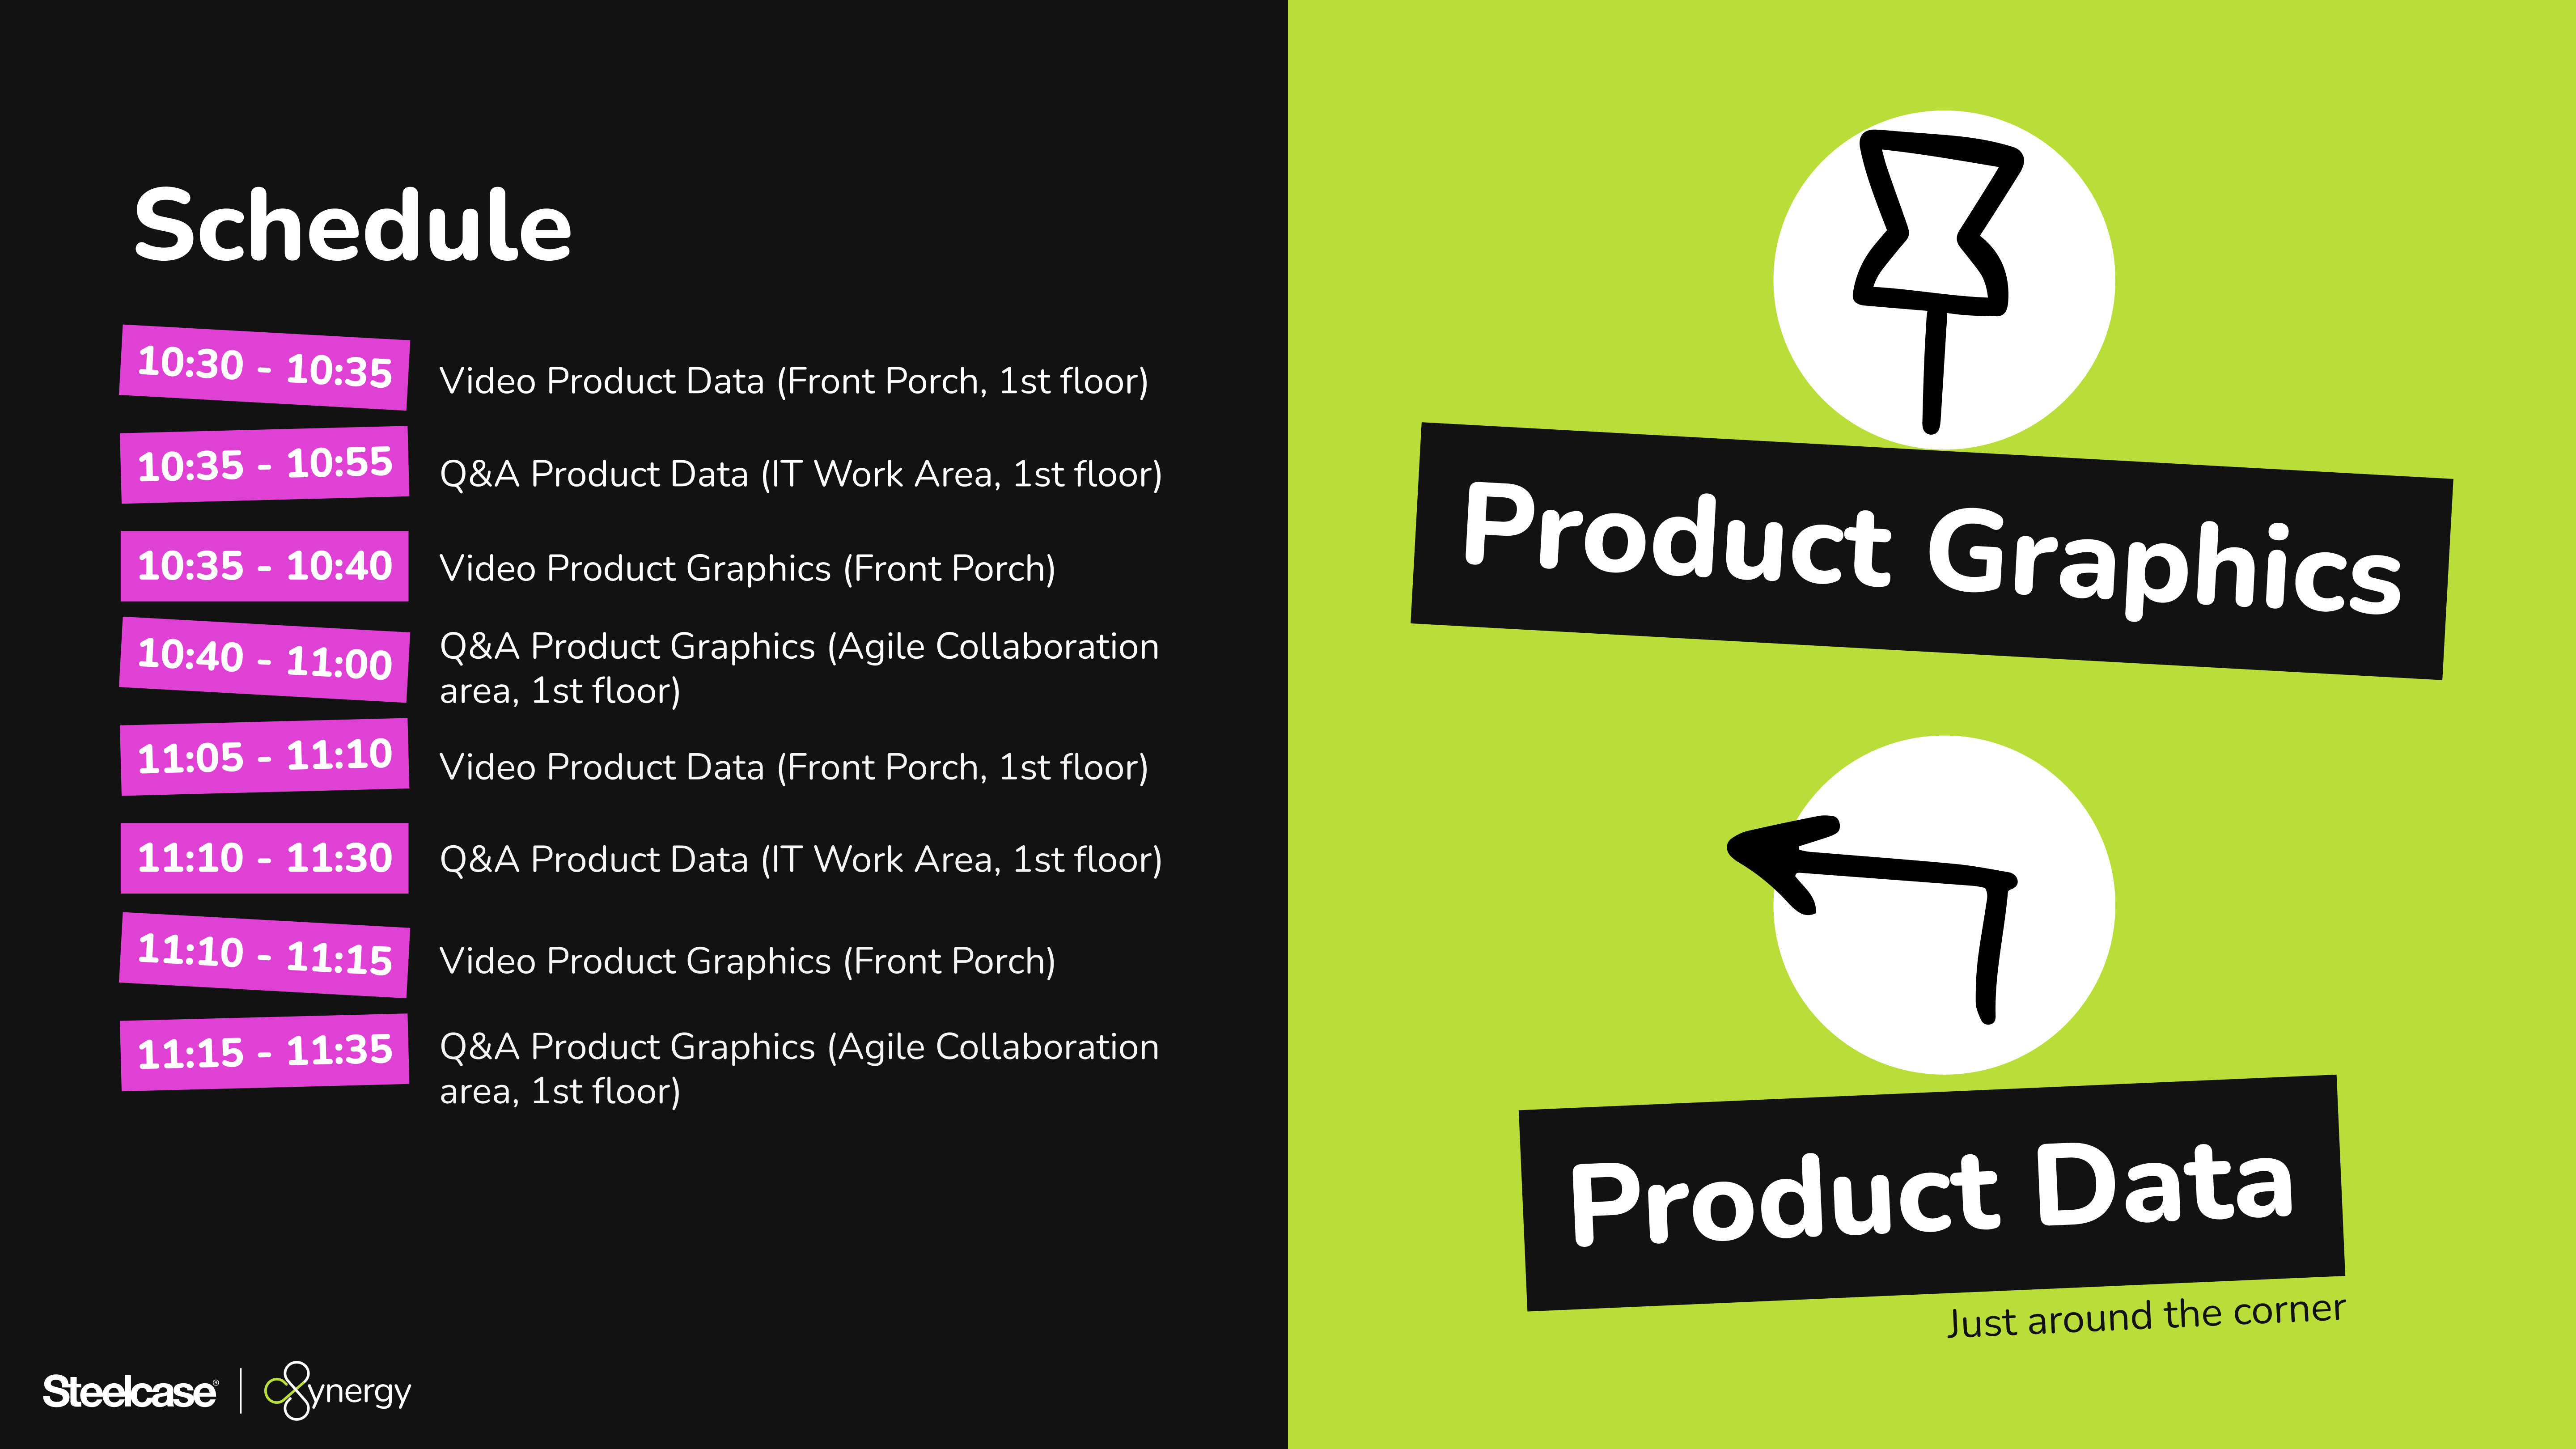 Schedule
10:30 - 10:35
Video Product Data (Front Porch, 1st floor)
10:35 - 10:55
Q&A Product Data (IT Work Area, 1st floor)
10:35 - 10:40
Video Product Graphics (Front Porch)
10:40 - 11:00
Q&A Product Graphics (Agile Collaboration
area, 1st floor)
11:05 - 11:10
Video Product Data (Front Porch, 1st floor)
11:10 - 11:30
Q&A Product Data (IT Work Area, 1st floor)
11:10 - 11:15
Video Product Graphics (Front Porch)
11:15 - 11:35
Q&A Product Graphics (Agile Collaboration
area, 1st floor)
Steelcase® | Synergy
Product Graphics
Product Data
Just around the corner